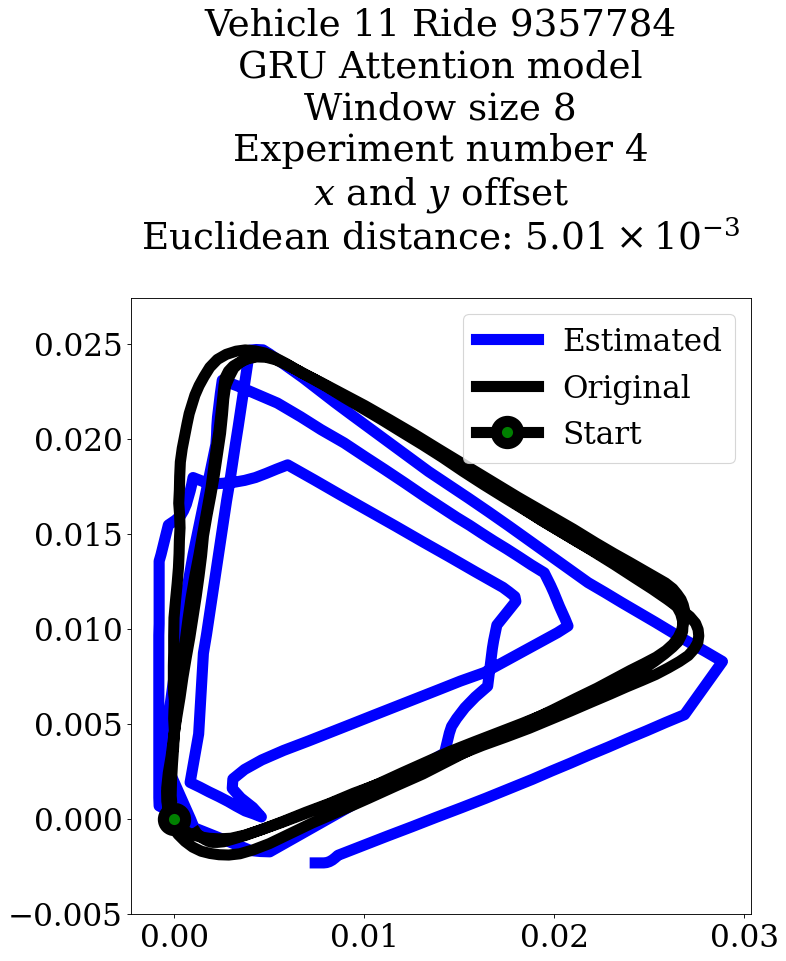 Vehicle 11 Ride 9357784
GRU Attention model
Window size 8
Experiment number 4
x and y offset
Euclidean distance: 5.01 × 10⁻³
Estimated
Original
Start
0.025
0.020
0.015
0.010
0.005
0.000
−0.005
0.00 0.01 0.02 0.03